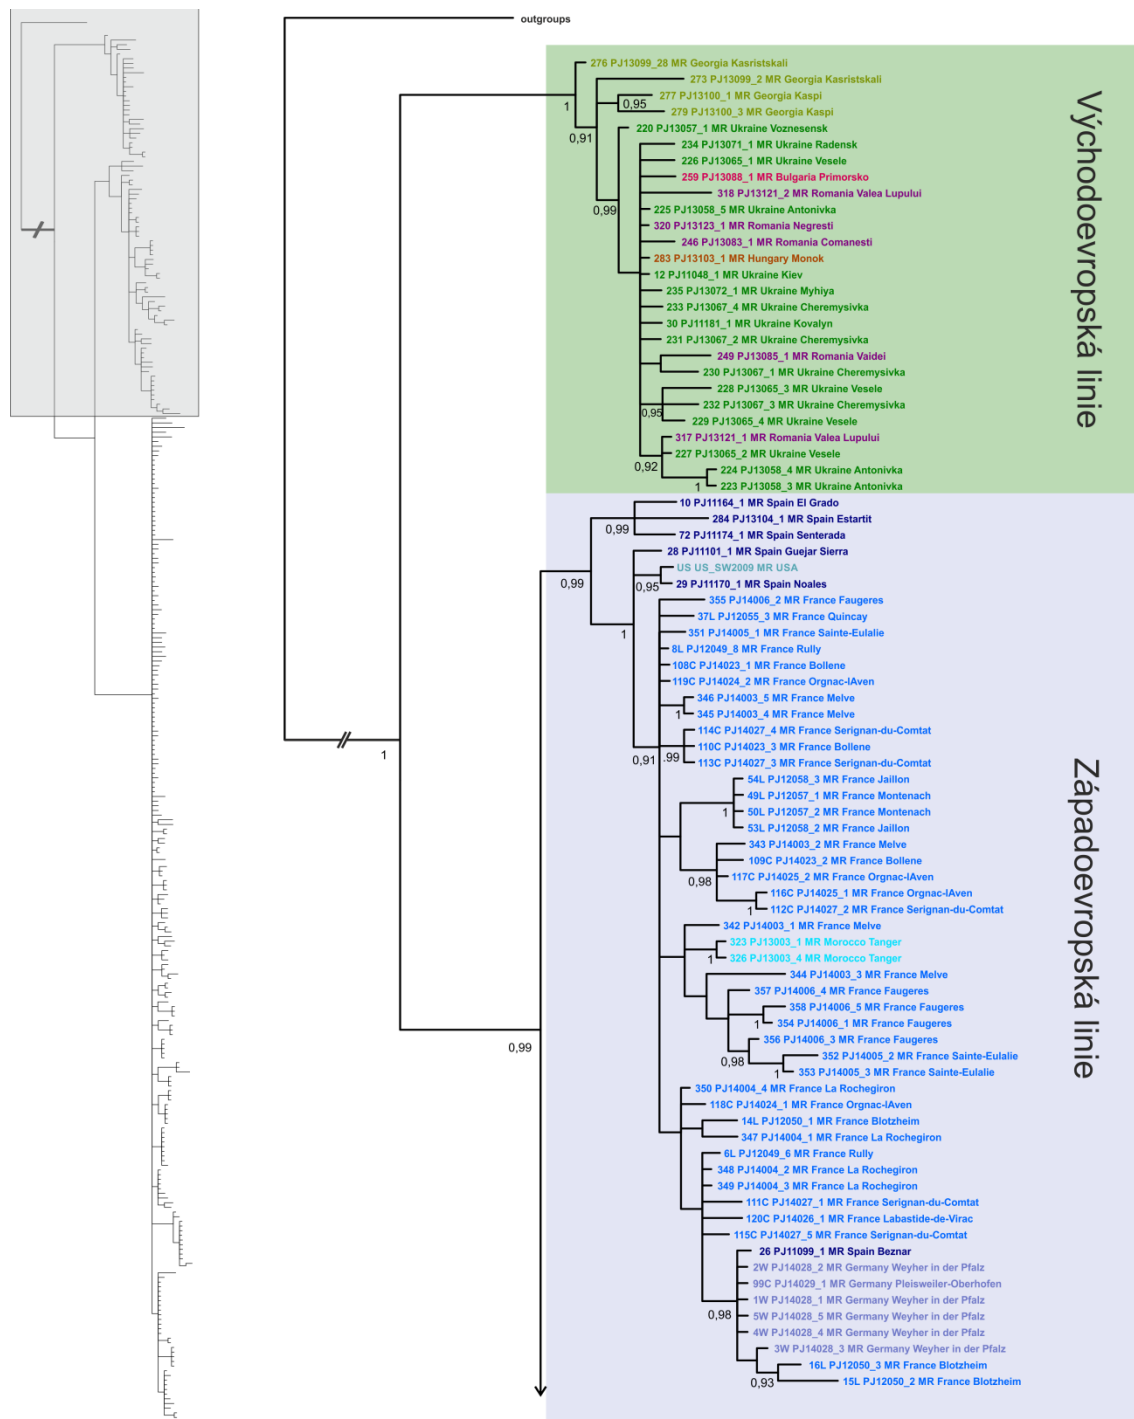 outgroups
276 PJ13099_28 MR Georgia Kasristskali
273 PJ13099_2 MR Georgia Kasristskali
277 PJ13100_1 MR Georgia Kaspi
0,95
1
279 PJ13100_3 MR Georgia Kaspi
0,91
220 PJ13057_1 MR Ukraine Voznesensk
234 PJ13071_1 MR Ukraine Radensk
226 PJ13065_1 MR Ukraine Vesele
259 PJ13088_1 MR Bulgaria Primorsko
318 PJ13121_2 MR Romania Valea Lupului
0,99
225 PJ13058_5 MR Ukraine Antonivka
320 PJ13123_1 MR Romania Negresti
246 PJ13083_1 MR Romania Comanesti
283 PJ13103_1 MR Hungary Monok
12 PJ11048_1 MR Ukraine Kiev
235 PJ13072_1 MR Ukraine Myhiya
233 PJ13067_4 MR Ukraine Cheremysivka
30 PJ11181_1 MR Ukraine Kovalyn
231 PJ13067_2 MR Ukraine Cheremysivka
249 PJ13085_1 MR Romania Vaidei
230 PJ13067_1 MR Ukraine Cheremysivka
228 PJ13065_3 MR Ukraine Vesele
232 PJ13067_3 MR Ukraine Cheremysivka
0,95
229 PJ13065_4 MR Ukraine Vesele
317 PJ13121_1 MR Romania Valea Lupului
227 PJ13065_2 MR Ukraine Vesele
0,92
224 PJ13058_4 MR Ukraine Antonivka
1
223 PJ13058_3 MR Ukraine Antonivka
Východoevropská linie
10 PJ11164_1 MR Spain El Grado
284 PJ13104_1 MR Spain Estartit
0,99
72 PJ11174_1 MR Spain Senterada
28 PJ11101_1 MR Spain Guejar Sierra
US US_SW2009 MR USA
0,99
0,95
29 PJ11170_1 MR Spain Noales
355 PJ14006_2 MR France Faugeres
37L PJ12055_3 MR France Quincay
1
351 PJ14005_1 MR France Sainte-Eulalie
8L PJ12049_8 MR France Rully
108C PJ14023_1 MR France Bollene
119C PJ14024_2 MR France Orgnac-lAven
346 PJ14003_5 MR France Melve
1
345 PJ14003_4 MR France Melve
114C PJ14027_4 MR France Serignan-du-Comtat
110C PJ14023_3 MR France Bollene
1
0,91
.99
113C PJ14027_3 MR France Serignan-du-Comtat
54L PJ12058_3 MR France Jaillon
49L PJ12057_1 MR France Montenach
1
50L PJ12057_2 MR France Montenach
53L PJ12058_2 MR France Jaillon
343 PJ14003_2 MR France Melve
109C PJ14023_2 MR France Bollene
0,98
117C PJ14025_2 MR France Orgnac-lAven
116C PJ14025_1 MR France Orgnac-lAven
1
112C PJ14027_2 MR France Serignan-du-Comtat
342 PJ14003_1 MR France Melve
323 PJ13003_1 MR Morocco Tanger
1
326 PJ13003_4 MR Morocco Tanger
344 PJ14003_3 MR France Melve
357 PJ14006_4 MR France Faugeres
358 PJ14006_5 MR France Faugeres
1
354 PJ14006_1 MR France Faugeres
356 PJ14006_3 MR France Faugeres
0,99
0,98
352 PJ14005_2 MR France Sainte-Eulalie
1
353 PJ14005_3 MR France Sainte-Eulalie
350 PJ14004_4 MR France La Rochegiron
118C PJ14024_1 MR France Orgnac-lAven
14L PJ12050_1 MR France Blotzheim
347 PJ14004_1 MR France La Rochegiron
6L PJ12049_6 MR France Rully
348 PJ14004_2 MR France La Rochegiron
349 PJ14004_3 MR France La Rochegiron
111C PJ14027_1 MR France Serignan-du-Comtat
120C PJ14026_1 MR France Labastide-de-Virac
115C PJ14027_5 MR France Serignan-du-Comtat
26 PJ11099_1 MR Spain Beznar
2W PJ14028_2 MR Germany Weyher in der Pfalz
99C PJ14029_1 MR Germany Pleisweiler-Oberhofen
1W PJ14028_1 MR Germany Weyher in der Pfalz
0,98
5W PJ14028_5 MR Germany Weyher in der Pfalz
4W PJ14028_4 MR Germany Weyher in der Pfalz
3W PJ14028_3 MR Germany Weyher in der Pfalz
16L PJ12050_3 MR France Blotzheim
0,93
15L PJ12050_2 MR France Blotzheim
Západoevropská linie